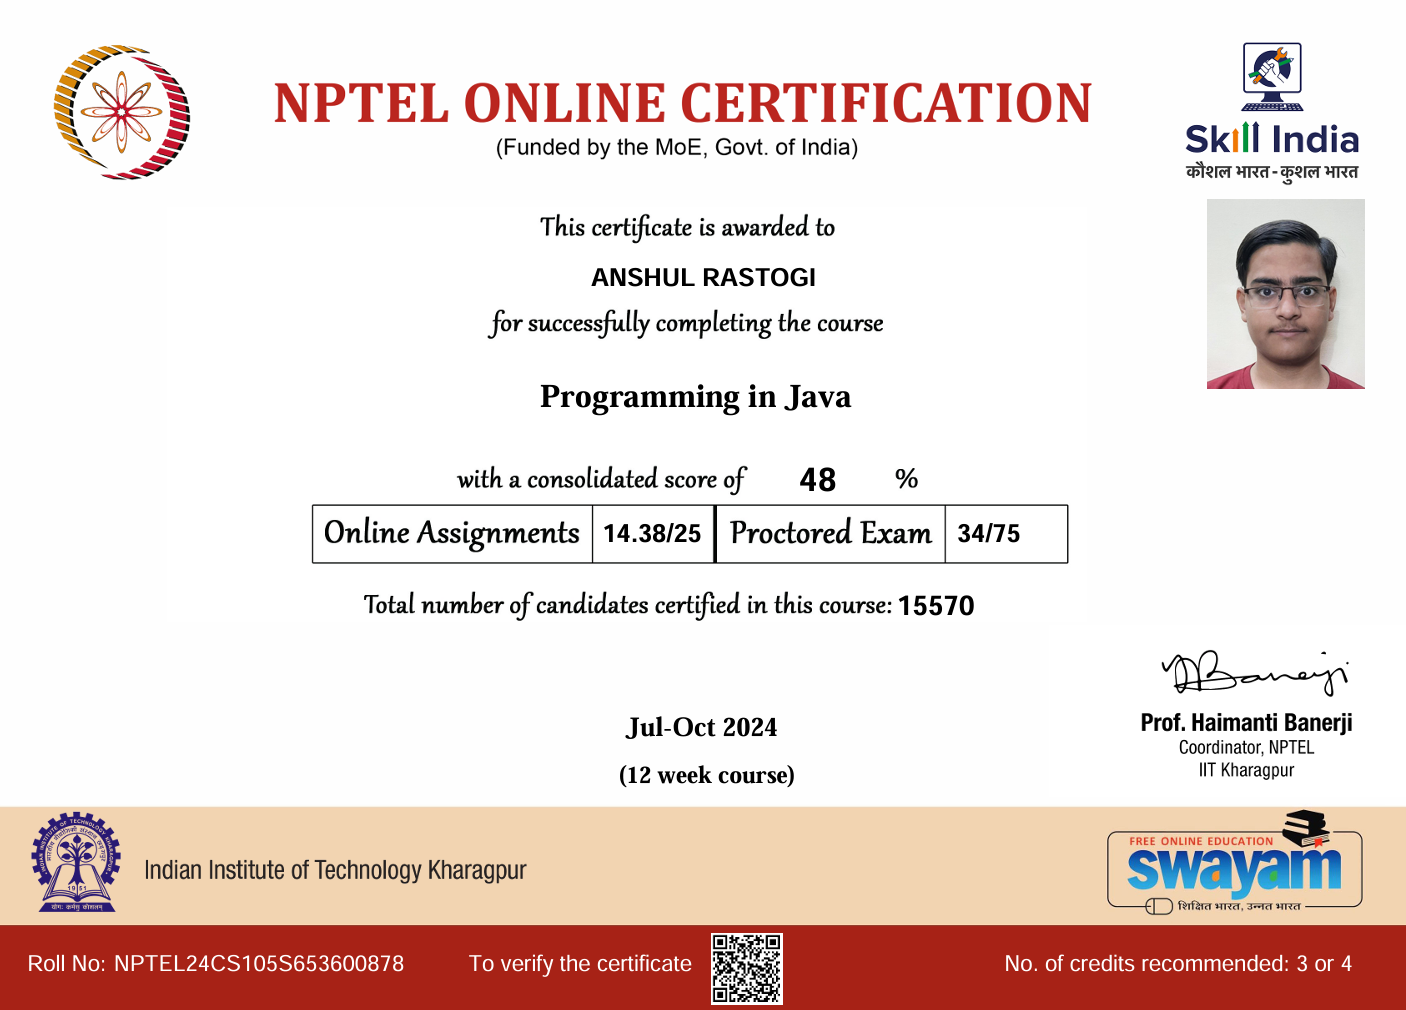 NPTEL ONLINE CERTIFICATION
(Funded by the MoE, Govt. of India)
Skill India
कौशल भारत - कुशल भारत
This certificate is awarded to
ANSHUL RASTOGI
for successfully completing the course
Programming in Java
with a consolidated score of 48 %
Online Assignments 14.38/25 Proctored Exam 34/75
Total number of candidates certified in this course: 15570
Jul-Oct 2024
(12 week course)
Prof. Haimanti Banerji
Coordinator, NPTEL
IIT Kharagpur
1951
योगः कर्मसु कौशलम्
Indian Institute of Technology Kharagpur
FREE ONLINE EDUCATION
swayam
शिक्षित भारत, उन्नत भारत
Roll No: NPTEL24CS105S653600878
To verify the certificate
No. of credits recommended: 3 or 4